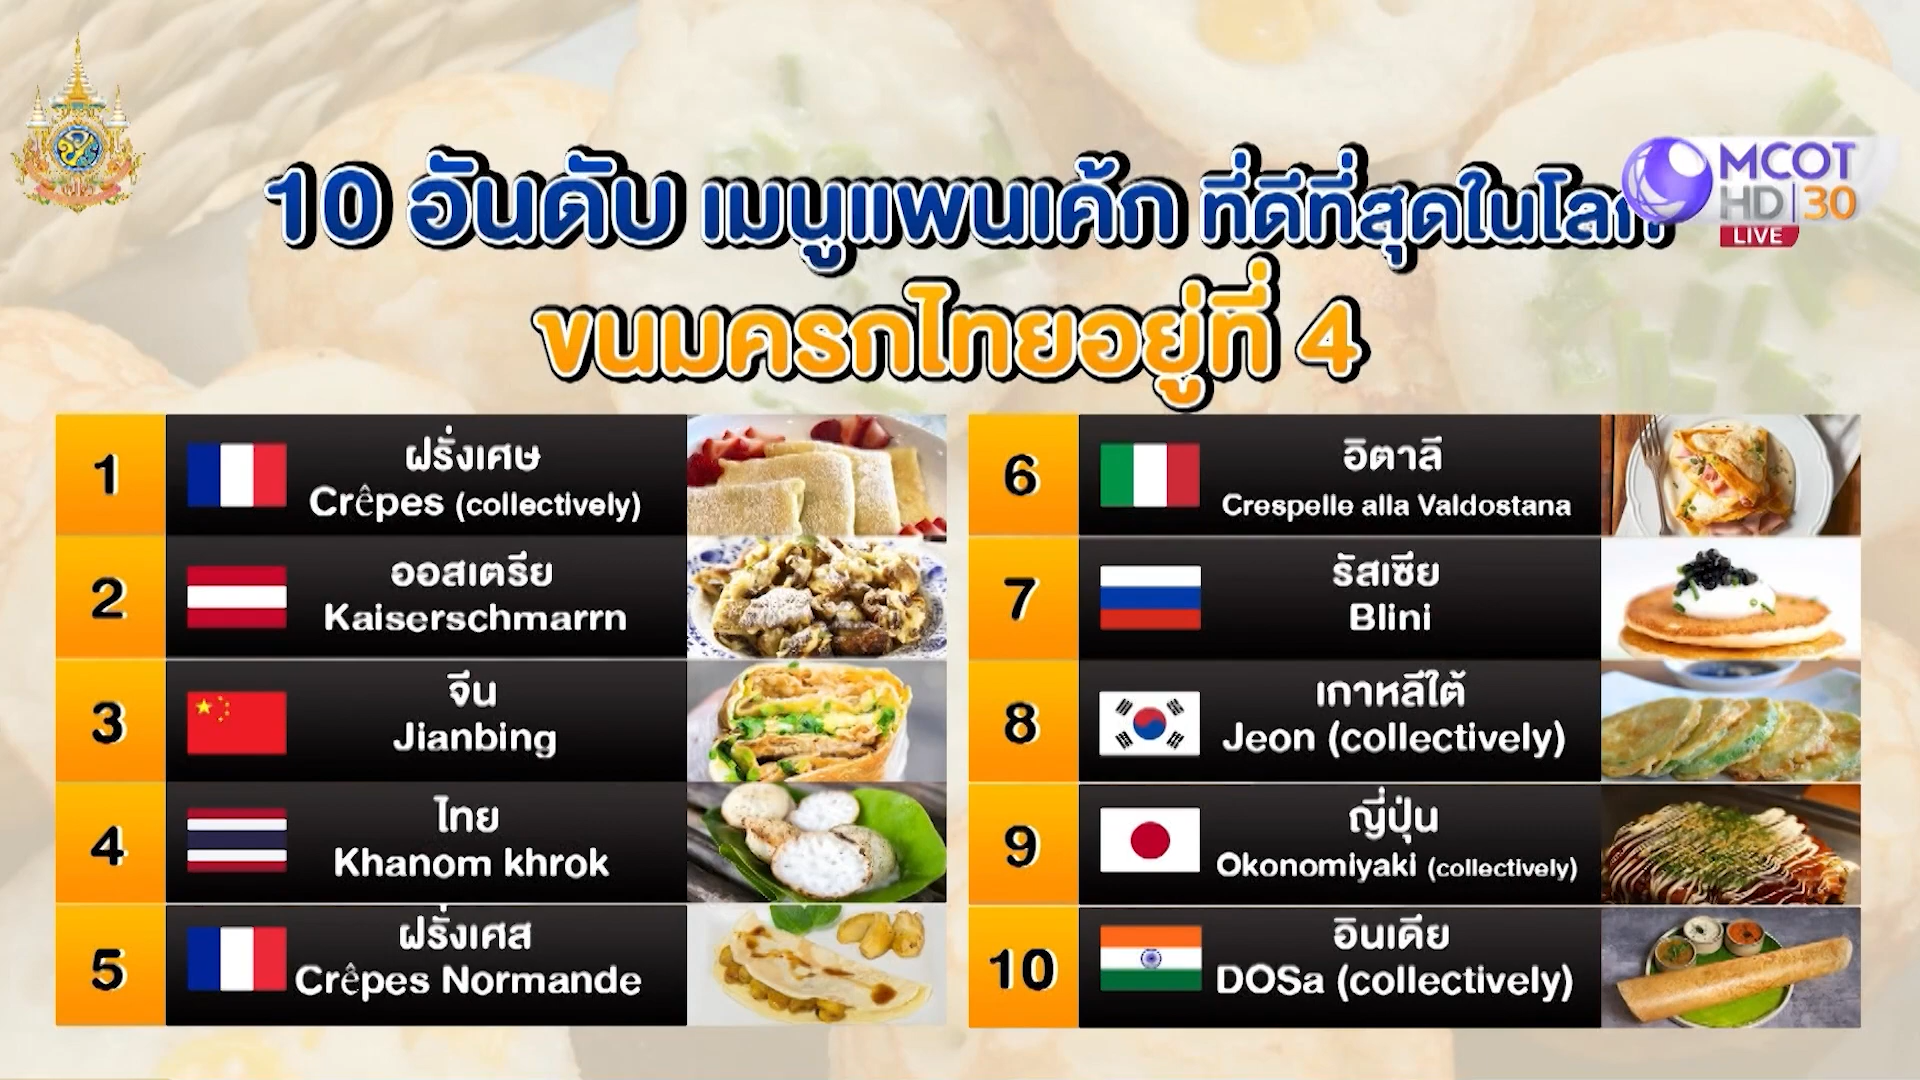 10 อันดับ เมนูแพนเค้ก ที่ดีที่สุดในโลก
MCOT
HD 30
LIVE
ขนมครกไทยอยู่ที่ 4
1
ฝรั่งเศษ
Crêpes (collectively)
2
ออสเตรีย
Kaiserschmarrn
3
จีน
Jianbing
4
ไทย
Khanom khrok
5
ฝรั่งเศส
Crêpes Normande
6
อิตาลี
Crespelle alla Valdostana
7
รัสเซีย
Blini
8
เกาหลีใต้
Jeon (collectively)
9
ญี่ปุ่น
Okonomiyaki (collectively)
10
อินเดีย
DOSa (collectively)